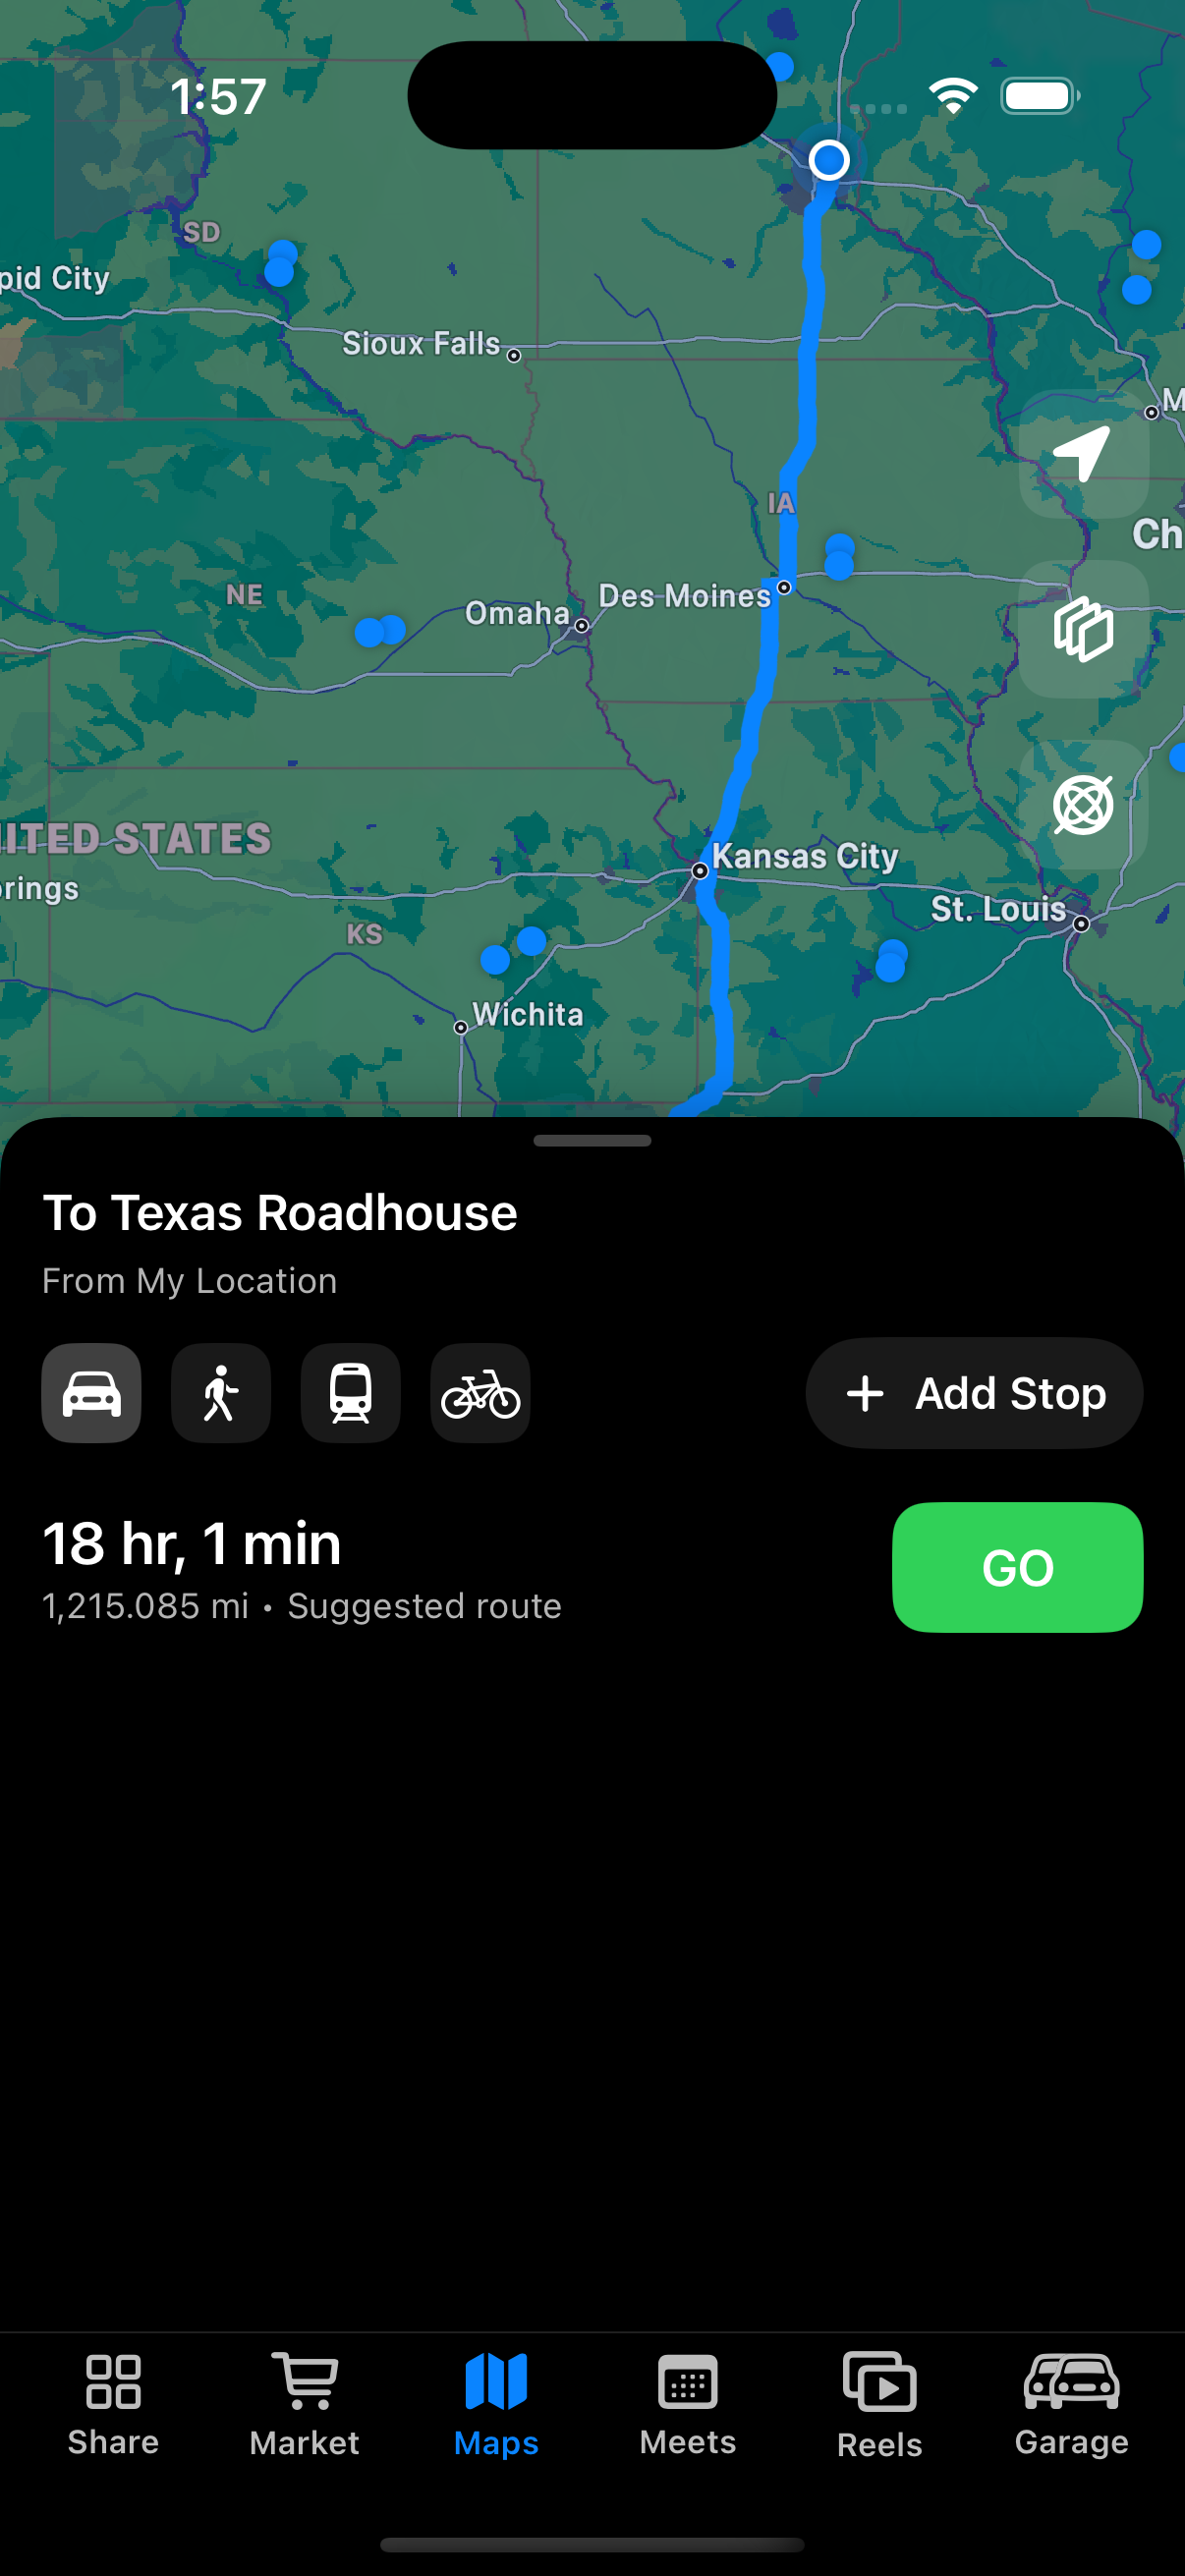 1:57
SD
pid City
Sioux Falls
M
IA
Ch
NE
Omaha
Des Moines
ITED STATES
Kansas City
rings
St. Louis
KS
Wichita
To Texas Roadhouse
From My Location
+ Add Stop
18 hr, 1 min
GO
1,215.085 mi • Suggested route
Share
Market
Maps
Meets
Reels
Garage